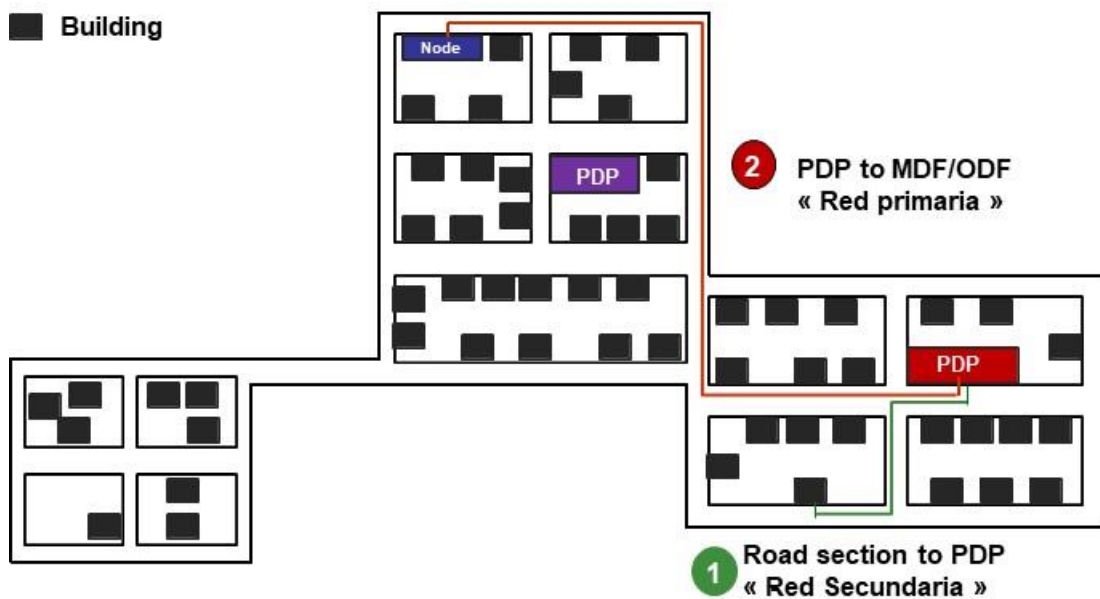 Building
Node
PDP
2
PDP to MDF/ODF
« Red primaria »
PDP
1
Road section to PDP
« Red Secundaria »